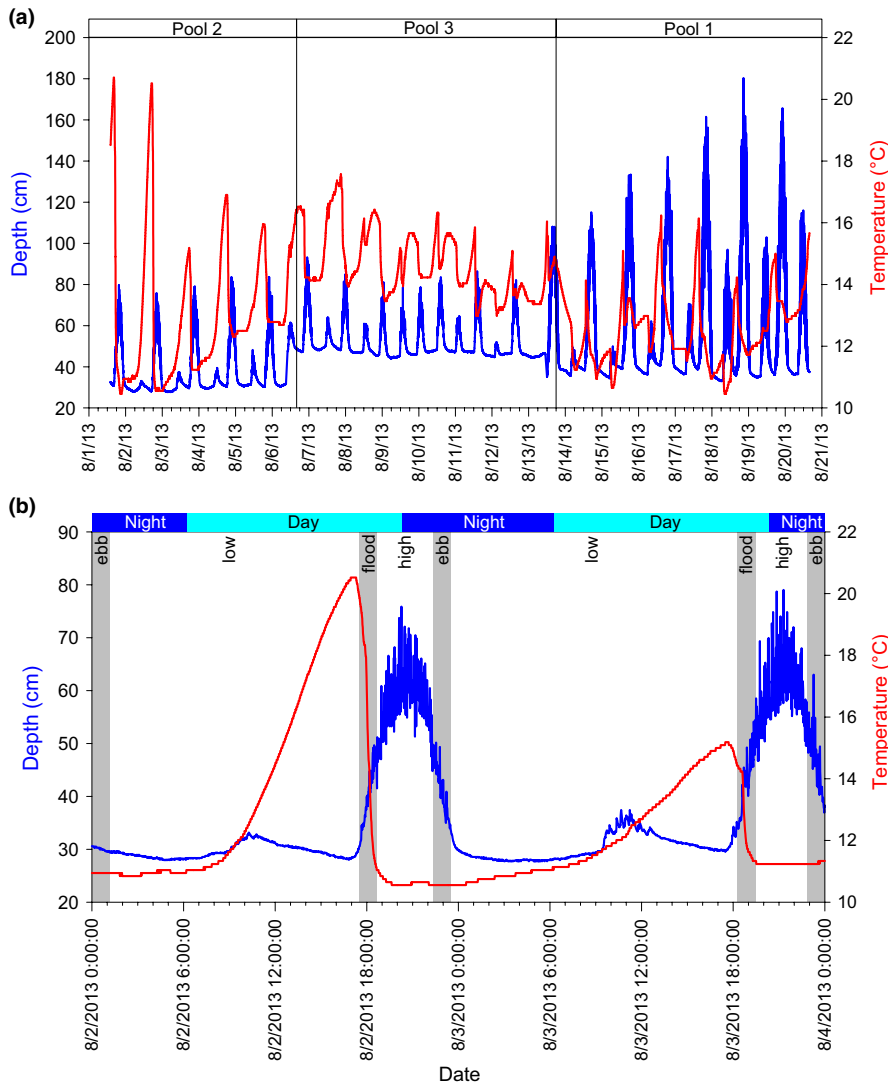 (a)
Pool 2 Pool 3 Pool 1
200 22
180 20
160
140 18
120 16
100
80 14
60 12
40
20 10
Depth (cm)
Temperature (°C)
8/1/13 8/2/13 8/3/13 8/4/13 8/5/13 8/6/13 8/7/13 8/8/13 8/9/13 8/10/13 8/11/13 8/12/13 8/13/13 8/14/13 8/15/13 8/16/13 8/17/13 8/18/13 8/19/13 8/20/13 8/21/13
(b)
Night Day Night Day Night
ebb low flood high ebb low flood high ebb
90 22
80 20
70 18
60 16
50 14
40
30 12
20 10
Depth (cm)
Temperature (°C)
8/2/2013 0:00:00 8/2/2013 6:00:00 8/2/2013 12:00:00 8/2/2013 18:00:00 8/3/2013 0:00:00 8/3/2013 6:00:00 8/3/2013 12:00:00 8/3/2013 18:00:00 8/4/2013 0:00:00
Date